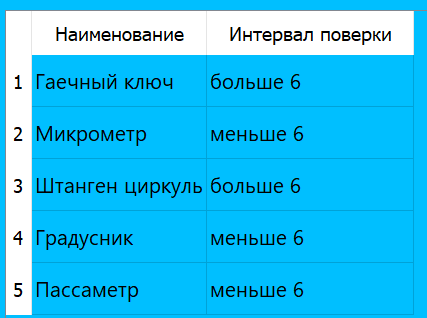 Наименование Интервал поверки
1 Гаечный ключ больше 6
2 Микрометр меньше 6
3 Штанген циркуль больше 6
4 Градусник меньше 6
5 Пассаметр меньше 6